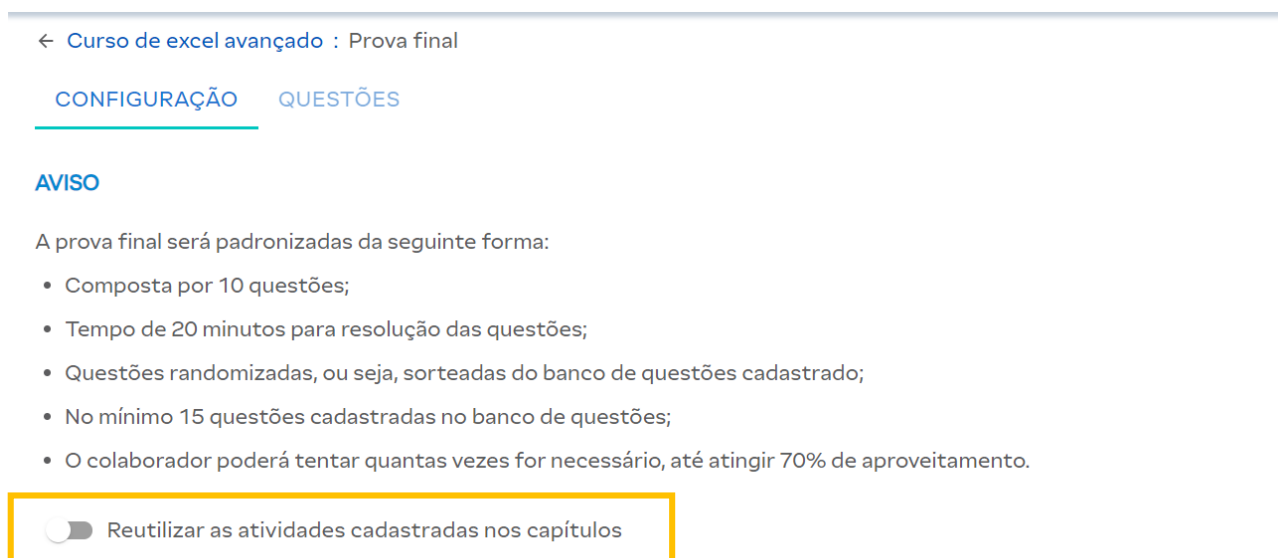 ← Curso de excel avançado : Prova final
CONFIGURAÇÃO QUESTÕES
AVISO
A prova final será padronizadas da seguinte forma:
• Composta por 10 questões;
• Tempo de 20 minutos para resolução das questões;
• Questões randomizadas, ou seja, sorteadas do banco de questões cadastrado;
• No mínimo 15 questões cadastradas no banco de questões;
• O colaborador poderá tentar quantas vezes for necessário, até atingir 70% de aproveitamento.
Reutilizar as atividades cadastradas nos capítulos